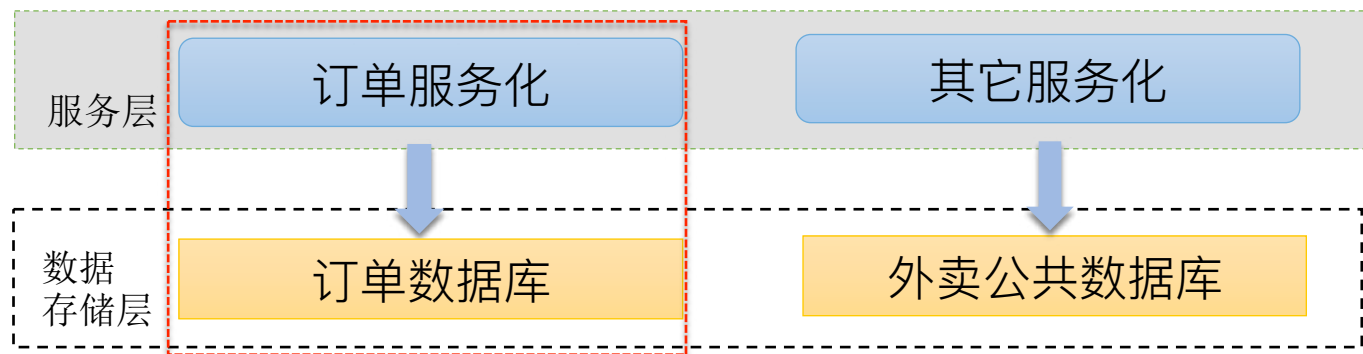 订单服务化
其它服务化
服务层
订单数据库
外卖公共数据库
数据
存储层